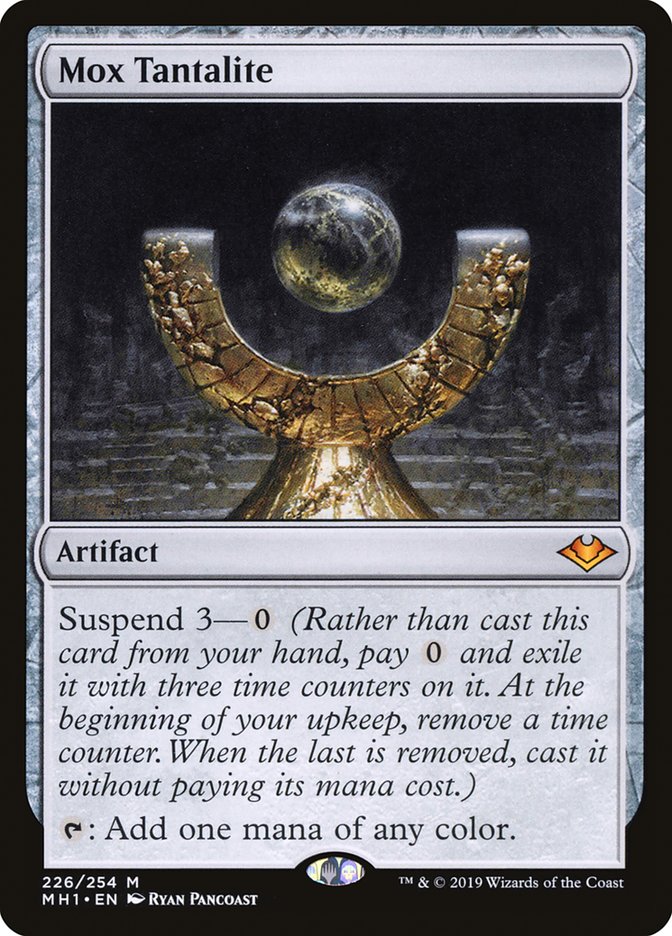 Mox Tantalite
Artifact
Suspend 3—0 (Rather than cast this
card from your hand, pay 0 and exile
it with three time counters on it. At the
beginning of your upkeep, remove a time
counter. When the last is removed, cast it
without paying its mana cost.)
: Add one mana of any color.
226/254 M
MH1 • EN Ryan Pancoast
™ & © 2019 Wizards of the Coast